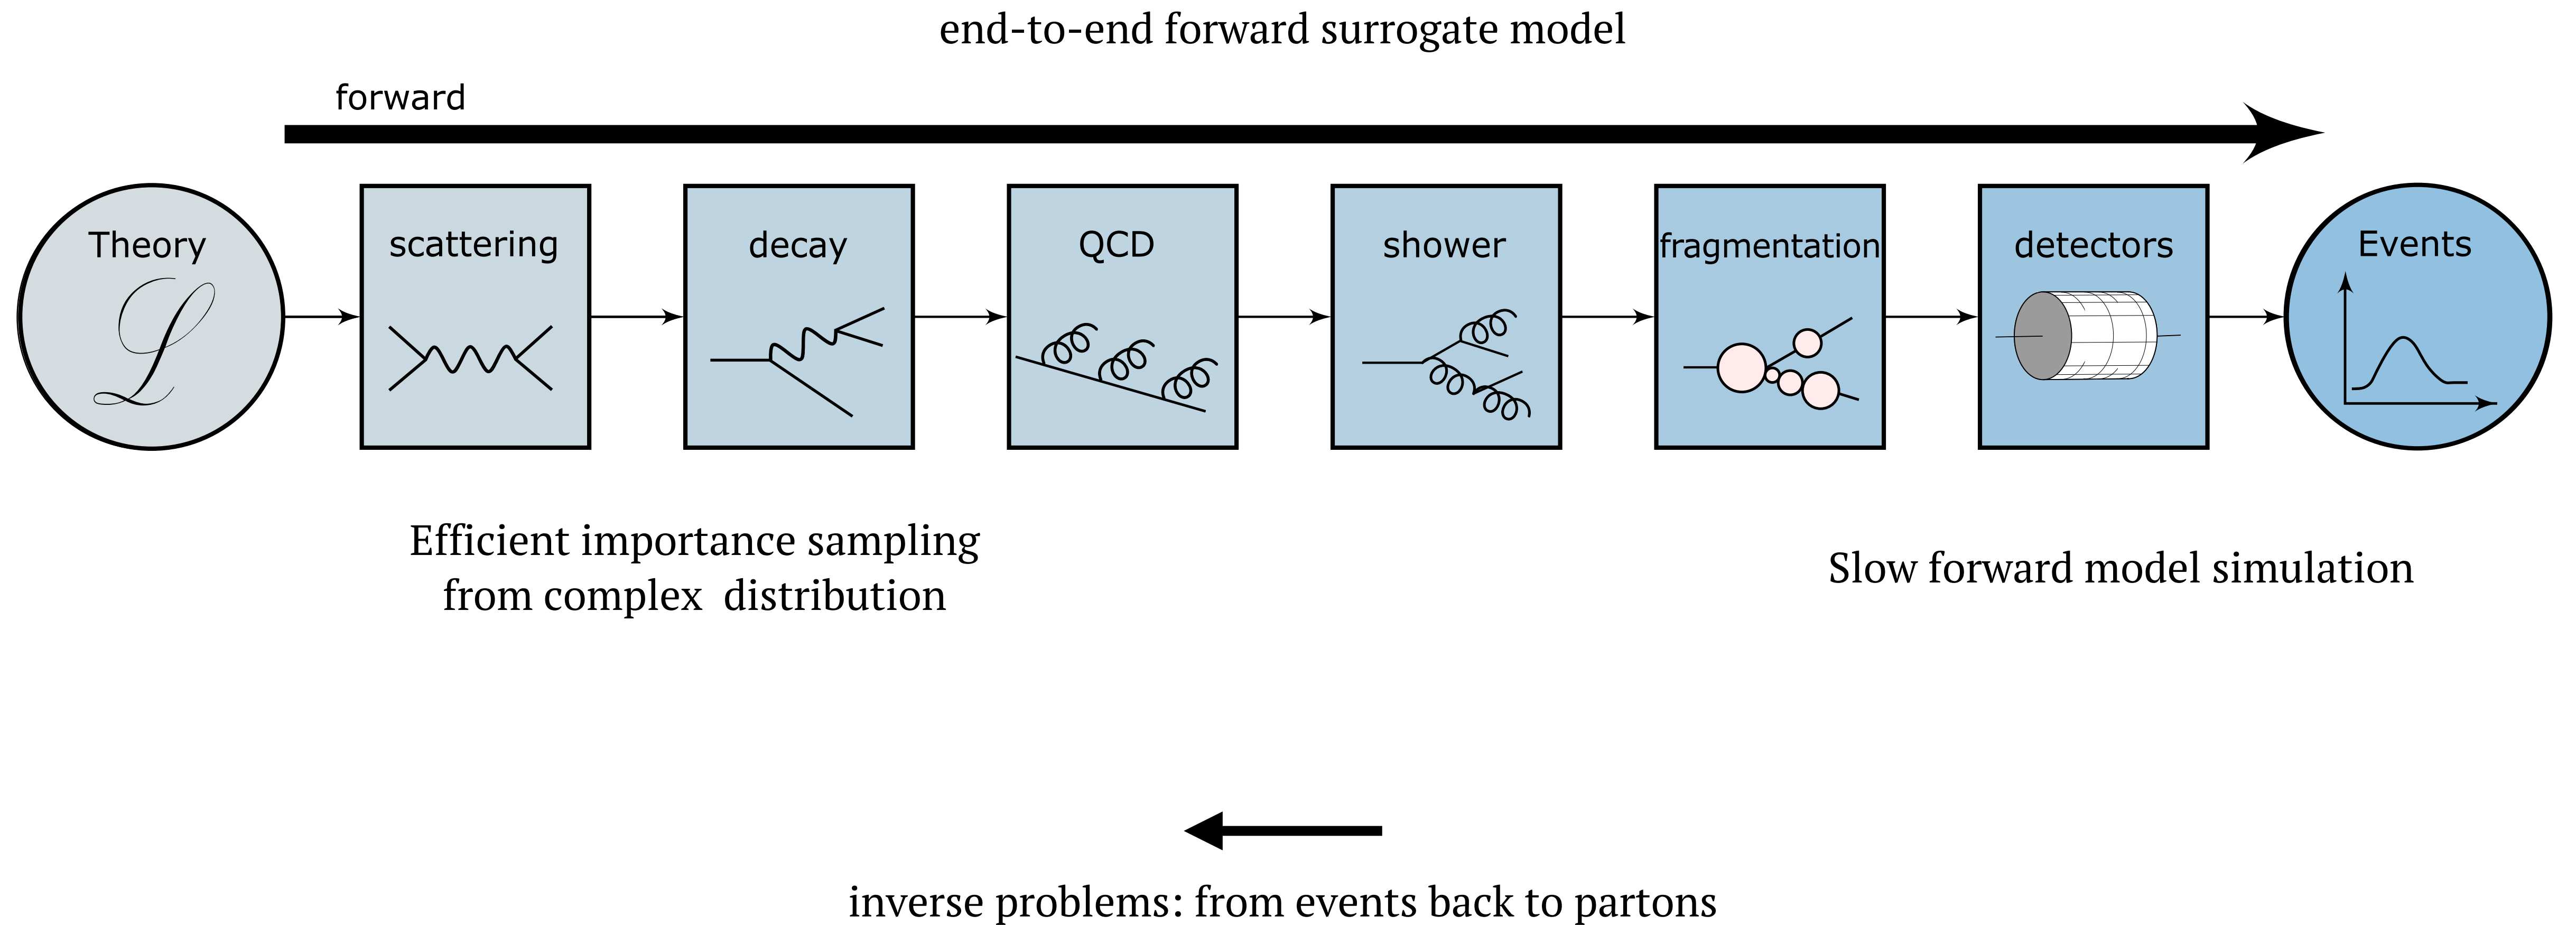 end-to-end forward surrogate model
forward
Theory
ℒ
scattering
decay
QCD
shower
fragmentation
detectors
Events
Efficient importance sampling
from complex distribution
Slow forward model simulation
inverse problems: from events back to partons